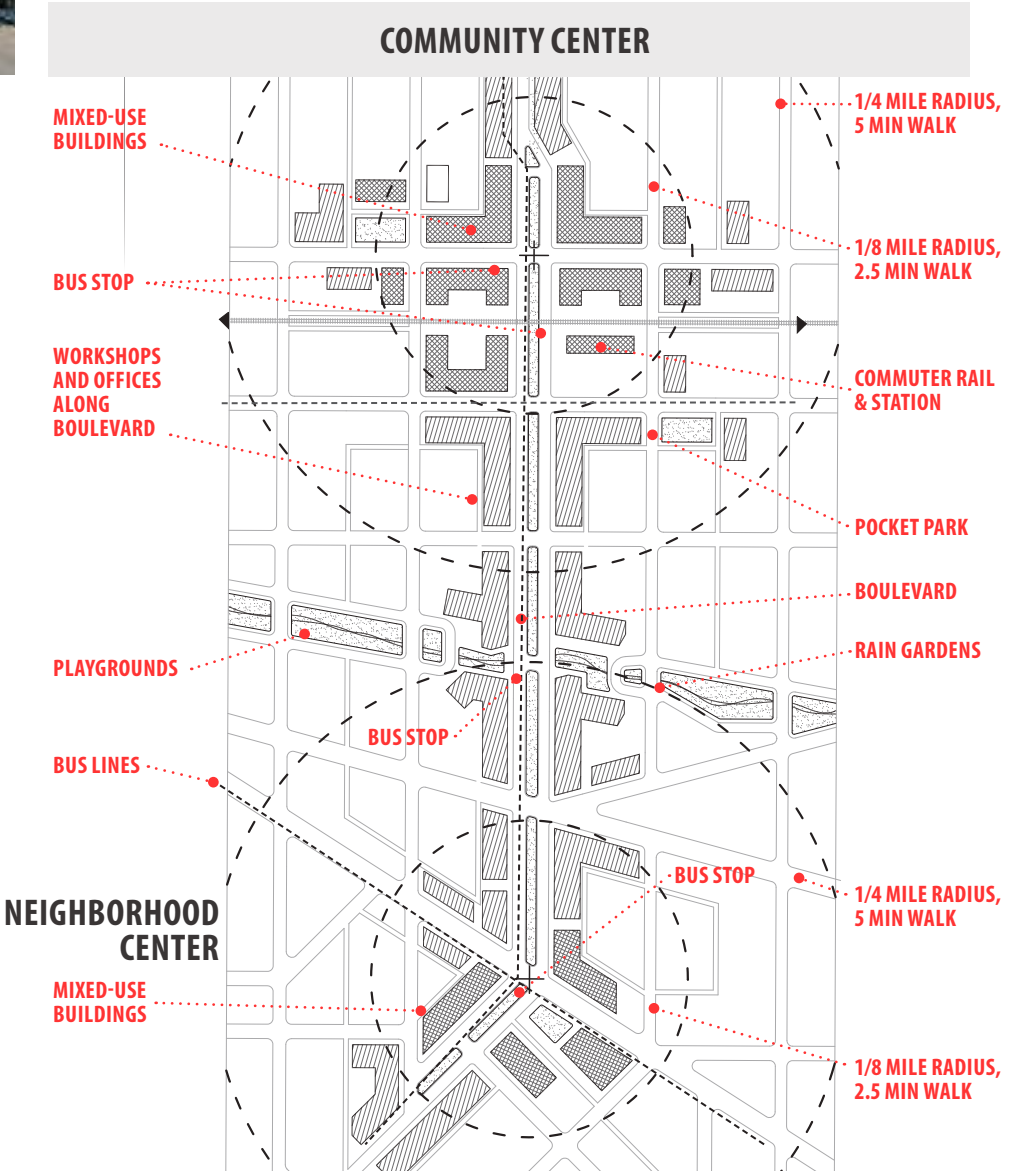 COMMUNITY CENTER
MIXED-USE
BUILDINGS
BUS STOP
WORKSHOPS
AND OFFICES
ALONG
BOULEVARD
1/4 MILE RADIUS,
5 MIN WALK
1/8 MILE RADIUS,
2.5 MIN WALK
COMMUTER RAIL
& STATION
POCKET PARK
BOULEVARD
RAIN GARDENS
PLAYGROUNDS
BUS STOP
BUS LINES
BUS STOP
NEIGHBORHOOD
CENTER
MIXED-USE
BUILDINGS
1/4 MILE RADIUS,
5 MIN WALK
1/8 MILE RADIUS,
2.5 MIN WALK